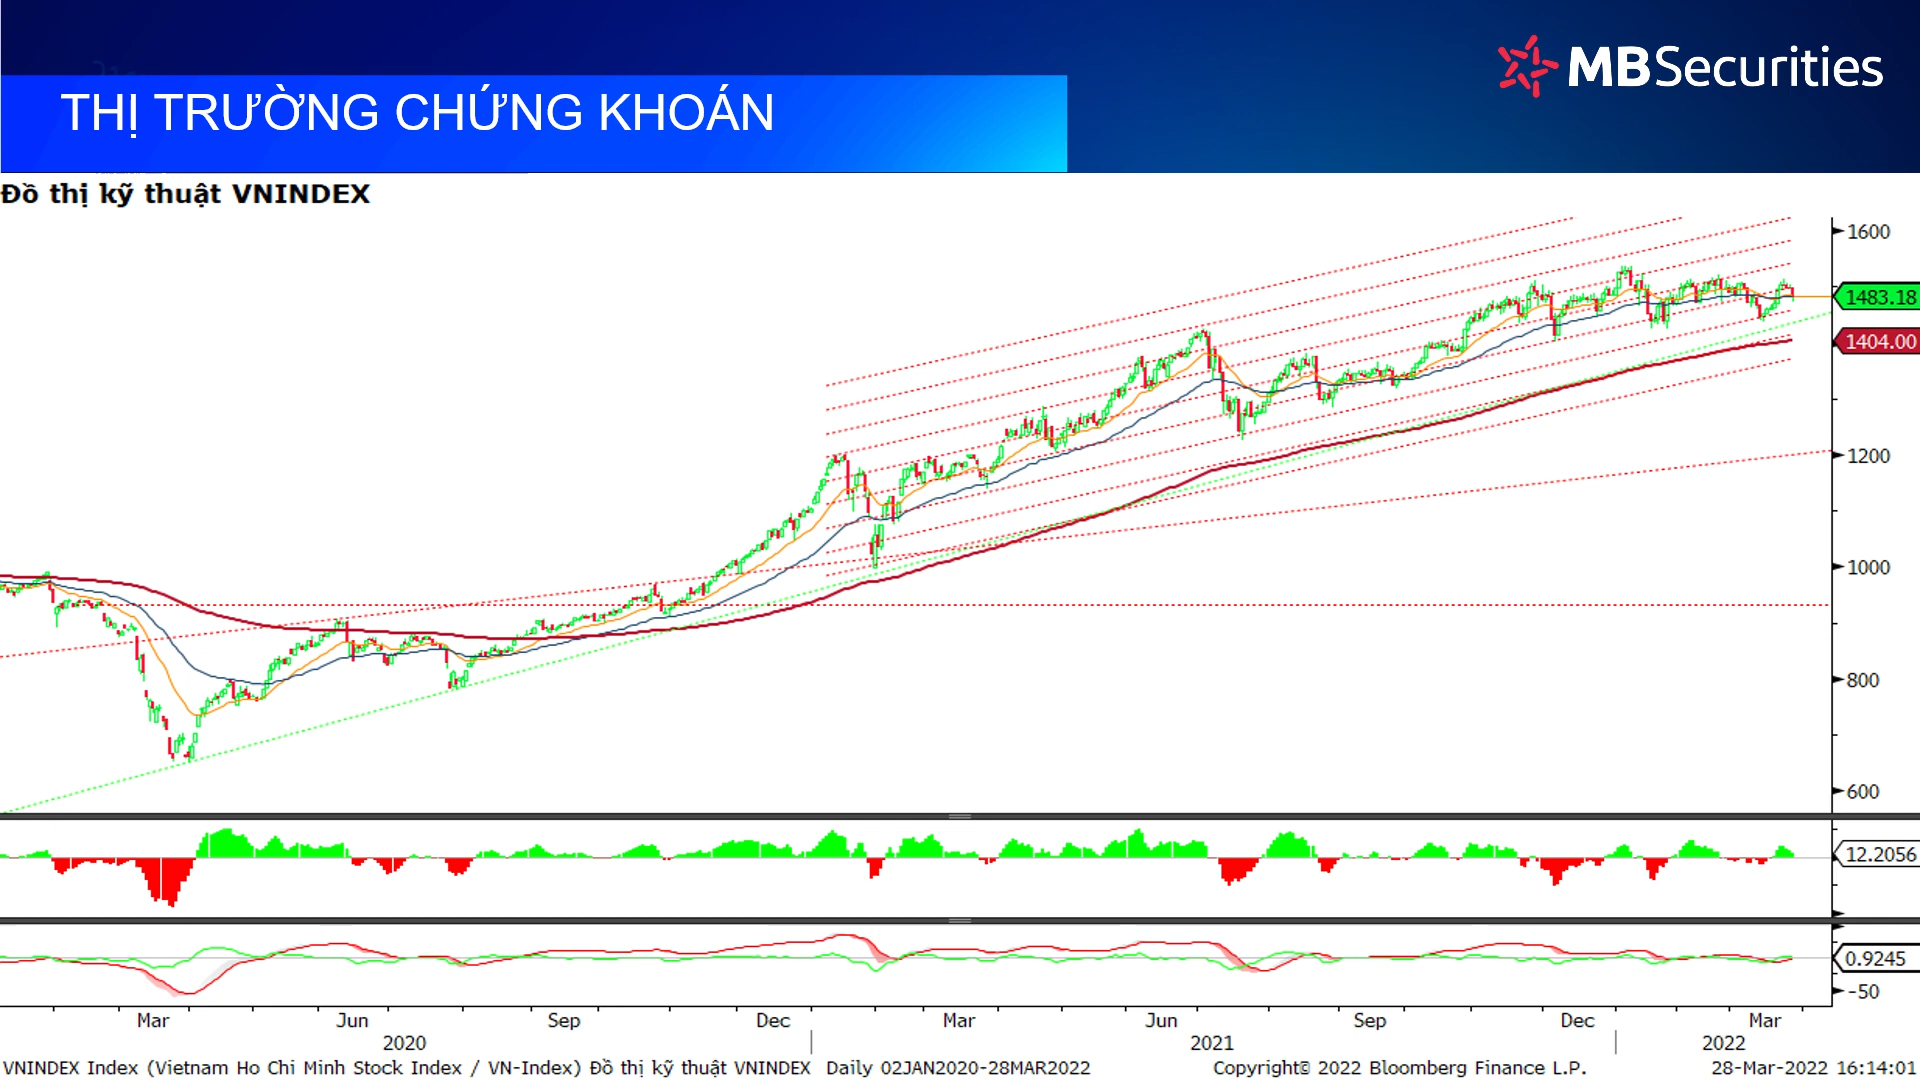 MBSecurities
THỊ TRƯỜNG CHỨNG KHOÁN
Đồ thị kỹ thuật VNINDEX
1600
1483.18
1404.00
1200
1000
800
600
12.2056
0.9245
-50
Mar Jun Sep Dec Mar Jun Sep Dec Mar
2020 2021 2022
VNINDEX Index (Vietnam Ho Chi Minh Stock Index / VN-Index) Đồ thị kỹ thuật VNINDEX Daily 02JAN2020-28MAR2022 Copyright© 2022 Bloomberg Finance L.P. 28-Mar-2022 16:14:01